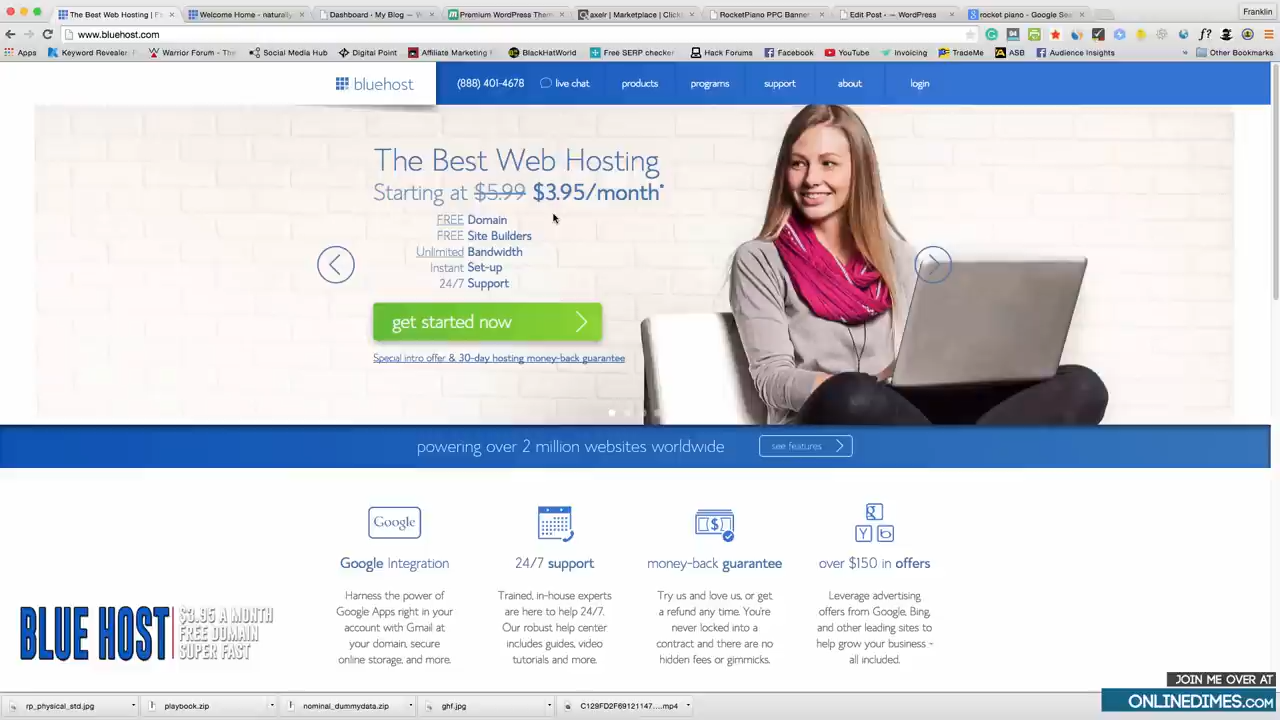 The Best Web Hosting | Fa
Welcome Home - naturally
Dashboard ‹ My Blog — W
Premium WordPress Them
axelr | Marketplace | Click
RocketPiano PPC Banner
Edit Post ‹ — WordPress
rocket piano - Google Sea
Franklin
www.bluehost.com
Apps
Keyword Revealer
Warrior Forum - The
Social Media Hub
Digital Point
Affiliate Marketing
BlackHatWorld
Free SERP checker
Hack Forums
Facebook
YouTube
Invoicing
TradeMe
ASB
Audience Insights
Other Bookmarks
bluehost
(888) 401-4678
live chat
products
programs
support
about
login
The Best Web Hosting
Starting at $5.99 $3.95/month*
FREE Domain
FREE Site Builders
Unlimited Bandwidth
Instant Set-up
24/7 Support
get started now
Special intro offer & 30-day hosting money-back guarantee
powering over 2 million websites worldwide
see features
Google
Google Integration
Harness the power of
Google Apps right in your
account with Gmail at
your domain, secure
online storage, and more.
24/7 support
Trained, in-house experts
are here to help 24/7.
Our robust help center
includes guides, video
tutorials and more.
money-back guarantee
Try us and love us, or get
a refund any time. You're
never locked into a
contract and there are no
hidden fees or gimmicks.
over $150 in offers
Leverage advertising
offers from Google, Bing,
and other leading sites to
help grow your business -
all included.
BLUE HOST
$3.95 A MONTH
FREE DOMAIN
SUPER FAST
JOIN ME OVER AT
ONLINEDIMES.COM
rp_physical_std.jpg
playbook.zip
nominal_dummydata.zip
ghf.jpg
C129FD2F69121147....mp4